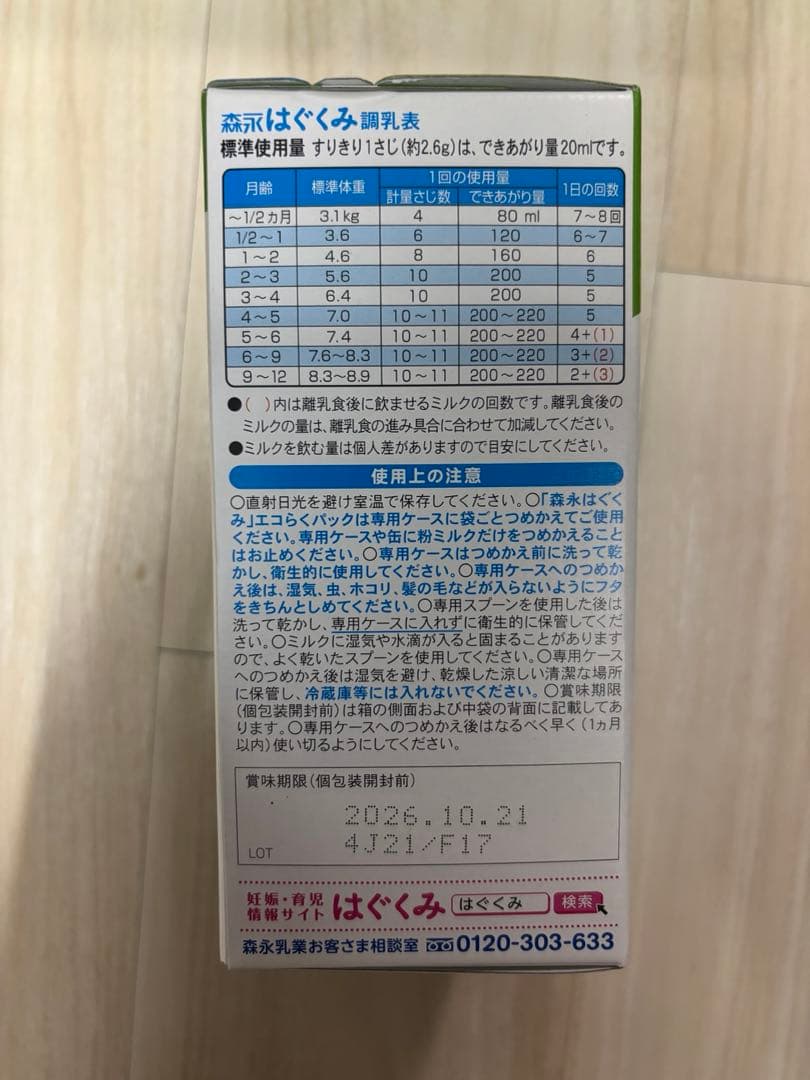 森永はぐくみ 調乳表
標準使用量 すりきり1さじ(約2.6g)は、できあがり量20mlです。
月齢 標準体重 1回の使用量 1日の回数
計量さじ数 できあがり量
～1/2ヵ月 3.1kg 4 80 ml 7～8回
1/2～1 3.6 6 120 6～7
1～2 4.6 8 160 6
2～3 5.6 10 200 5
3～4 6.4 10 200 5
4～5 7.0 10～11 200～220 5
5～6 7.4 10～11 200～220 4+(1)
6～9 7.6～8.3 10～11 200～220 3+(2)
9～12 8.3～8.9 10～11 200～220 2+(3)
●( )内は離乳食後に飲ませるミルクの回数です。離乳食後の
ミルクの量は、離乳食の進み具合に合わせて加減してください。
●ミルクを飲む量は個人差がありますので目安にしてください。
使用上の注意
○直射日光を避け室温で保存してください。○「森永はぐく
み」エコらくパックは専用ケースに袋ごとつめかえてご使用
ください。専用ケースや缶に粉ミルクだけをつめかえること
はお止めください。○専用ケースはつめかえ前に洗って乾
かし、衛生的に使用してください。○専用ケースへのつめか
え後は、湿気、虫、ホコリ、髪の毛などが入らないようにフタ
をきちんとしめてください。○専用スプーンを使用した後は
洗って乾かし、専用ケースに入れずに衛生的に保管してくだ
さい。○ミルクに湿気や水滴が入ると固まることがあります
ので、よく乾いたスプーンを使用してください。○専用ケース
へのつめかえ後は湿気を避け、乾燥した涼しい清潔な場所
に保管し、冷蔵庫等には入れないでください。○賞味期限
(個包装開封前)は箱の側面および中袋の背面に記載してあ
ります。○専用ケースへのつめかえ後はなるべく早く(1ヵ月
以内)使い切るようにしてください。
賞味期限(個包装開封前)
2026.10.21
LOT 4J21/F17
妊娠・育児
情報サイト はぐくみ はぐくみ 検索
森永乳業お客さま相談室 0120-303-633